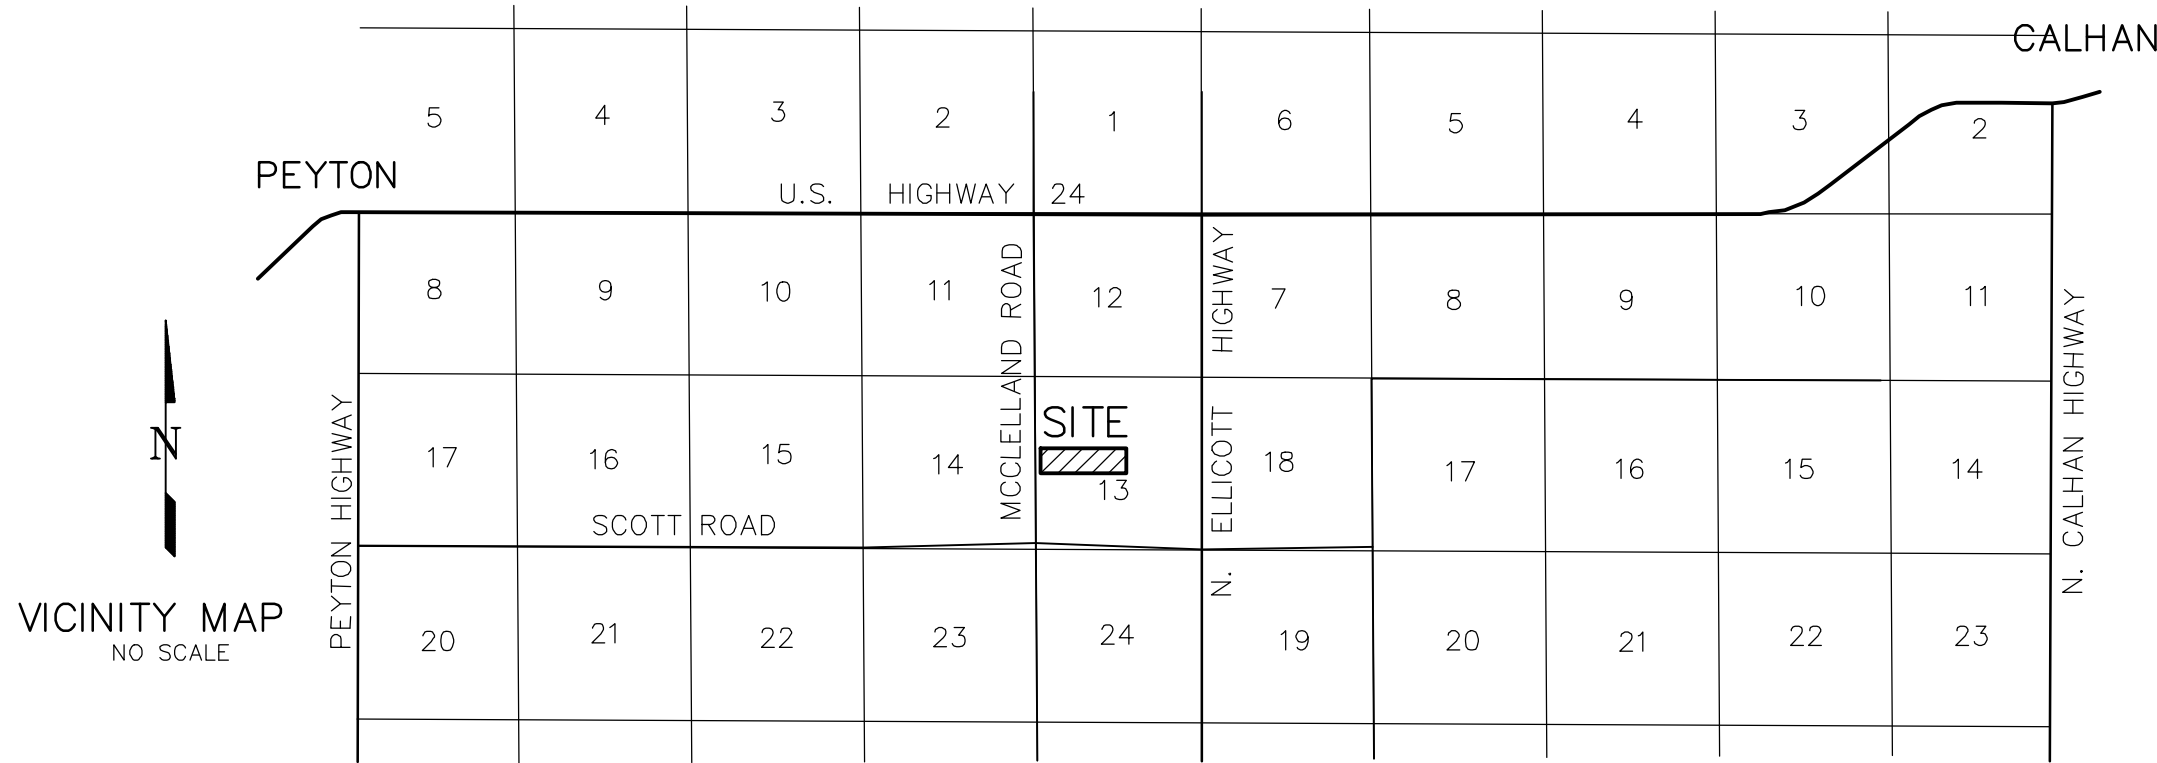 CALHAN
5 4 3 2 1 6 5 4 3 2
PEYTON
U.S. HIGHWAY 24
8 9 10 11 12 7 8 9 10 11
MCCLELLAND ROAD
N. ELLICOTT HIGHWAY
PEYTON HIGHWAY
N. CALHAN HIGHWAY
N
SITE
17 16 15 14 13 18 17 16 15 14
SCOTT ROAD
VICINITY MAP
NO SCALE
20 21 22 23 24 19 20 21 22 23